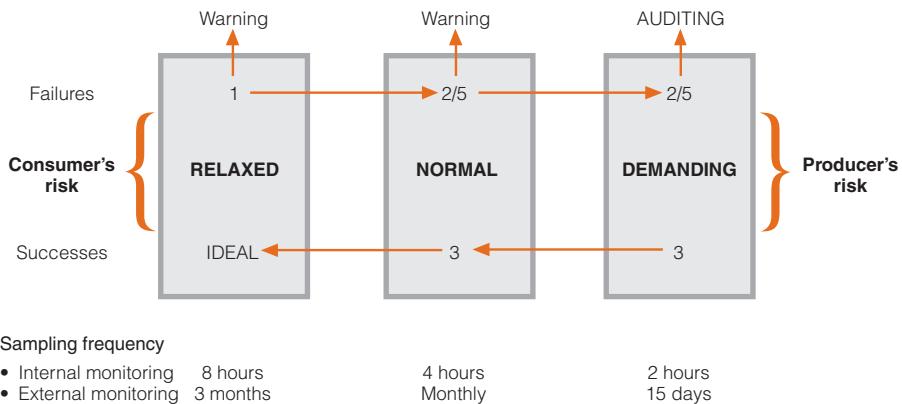 Warning Warning AUDITING
Failures 1 2/5 2/5
Consumer's risk RELAXED NORMAL DEMANDING Producer's risk
Successes IDEAL 3 3
Sampling frequency
• Internal monitoring 8 hours 4 hours 2 hours
• External monitoring 3 months Monthly 15 days